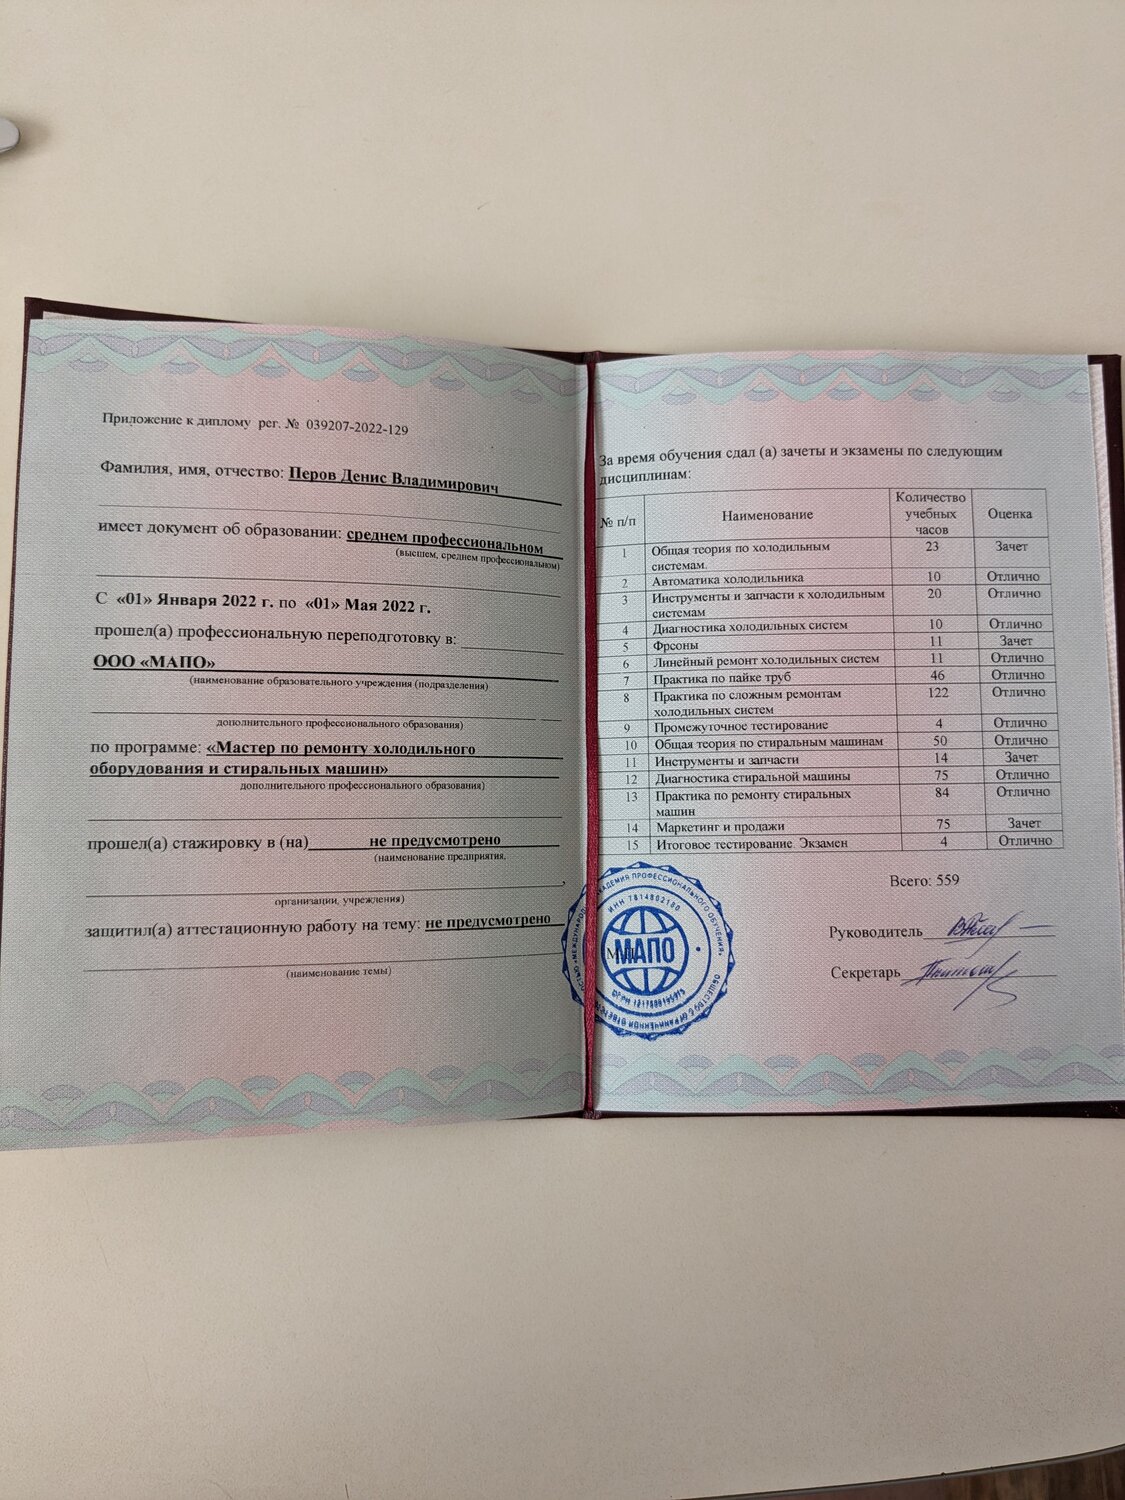 Приложение к диплому рег. № 039207-2022-129
Фамилия, имя, отчество: Перов Денис Владимирович
имеет документ об образовании: среднем профессиональном
(высшем, среднем профессиональном)
С «01» Января 2022 г. по «01» Мая 2022 г.
прошел(а) профессиональную переподготовку в:
ООО «МАПО»
(наименование образовательного учреждения (подразделения)
дополнительного профессионального образования)
по программе: «Мастер по ремонту холодильного
оборудования и стиральных машин»
дополнительного профессионального образования)
прошел(а) стажировку в (на) не предусмотрено
(наименование предприятия,
,
организации, учреждения)
защитил(а) аттестационную работу на тему: не предусмотрено
(наименование темы)
За время обучения сдал (а) зачеты и экзамены по следующим
дисциплинам:
№ п/п Наименование Количество учебных часов Оценка
1 Общая теория по холодильным системам. 23 Зачет
2 Автоматика холодильника 10 Отлично
3 Инструменты и запчасти к холодильным системам 20 Отлично
4 Диагностика холодильных систем 10 Отлично
5 Фреоны 11 Зачет
6 Линейный ремонт холодильных систем 11 Отлично
7 Практика по пайке труб 46 Отлично
8 Практика по сложным ремонтам холодильных систем 122 Отлично
9 Промежуточное тестирование 4 Отлично
10 Общая теория по стиральным машинам 50 Отлично
11 Инструменты и запчасти 14 Зачет
12 Диагностика стиральной машины 75 Отлично
13 Практика по ремонту стиральных машин 84 Отлично
14 Маркетинг и продажи 75 Зачет
15 Итоговое тестирование. Экзамен 4 Отлично
Всего: 559
Руководитель
Секретарь
АКАДЕМИЯ ПРОФЕССИОНАЛЬНОГО ОБУЧЕНИЯ»
ИНН 7814802180
МАПО